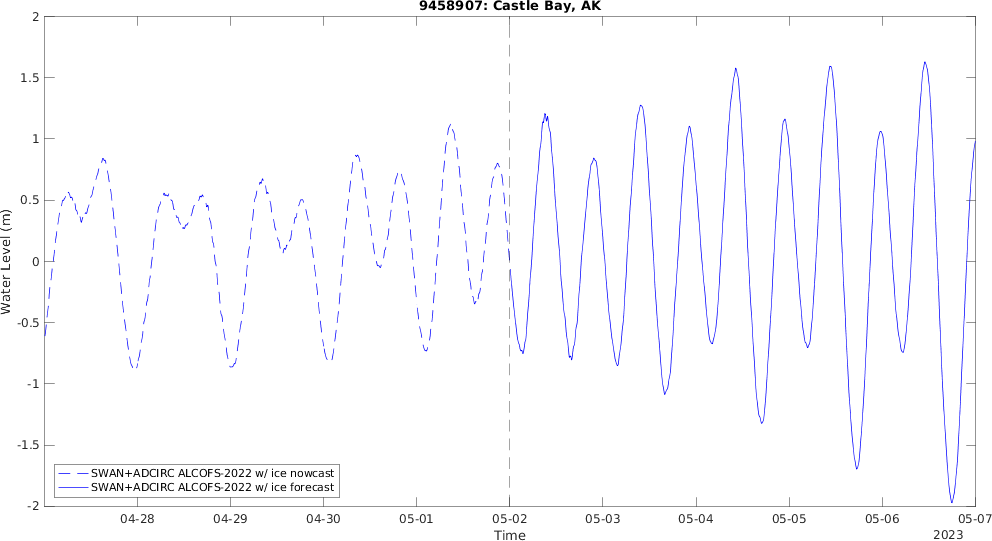 9458907: Castle Bay, AK
Water Level (m)
2
1.5
1
0.5
0
-0.5
-1
-1.5
-2
SWAN+ADCIRC ALCOFS-2022 w/ ice nowcast
SWAN+ADCIRC ALCOFS-2022 w/ ice forecast
04-28 04-29 04-30 05-01 05-02 05-03 05-04 05-05 05-06 05-07
Time
2023